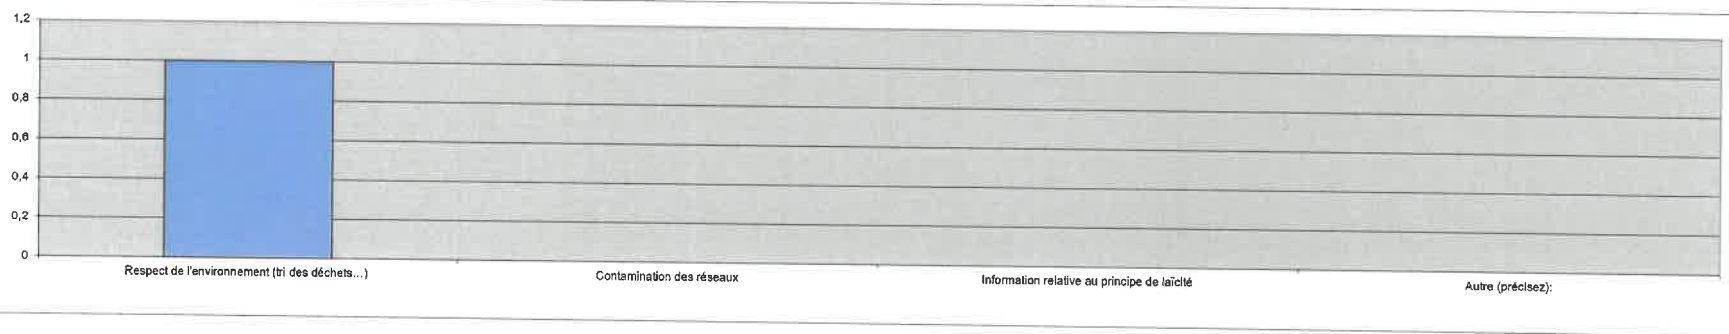 1,2
1
0,8
0,6
0,4
0,2
0
Respect de l'environnement (tri des déchets...)
Contamination des réseaux
Information relative au principe de laïcité
Autre (précisez):